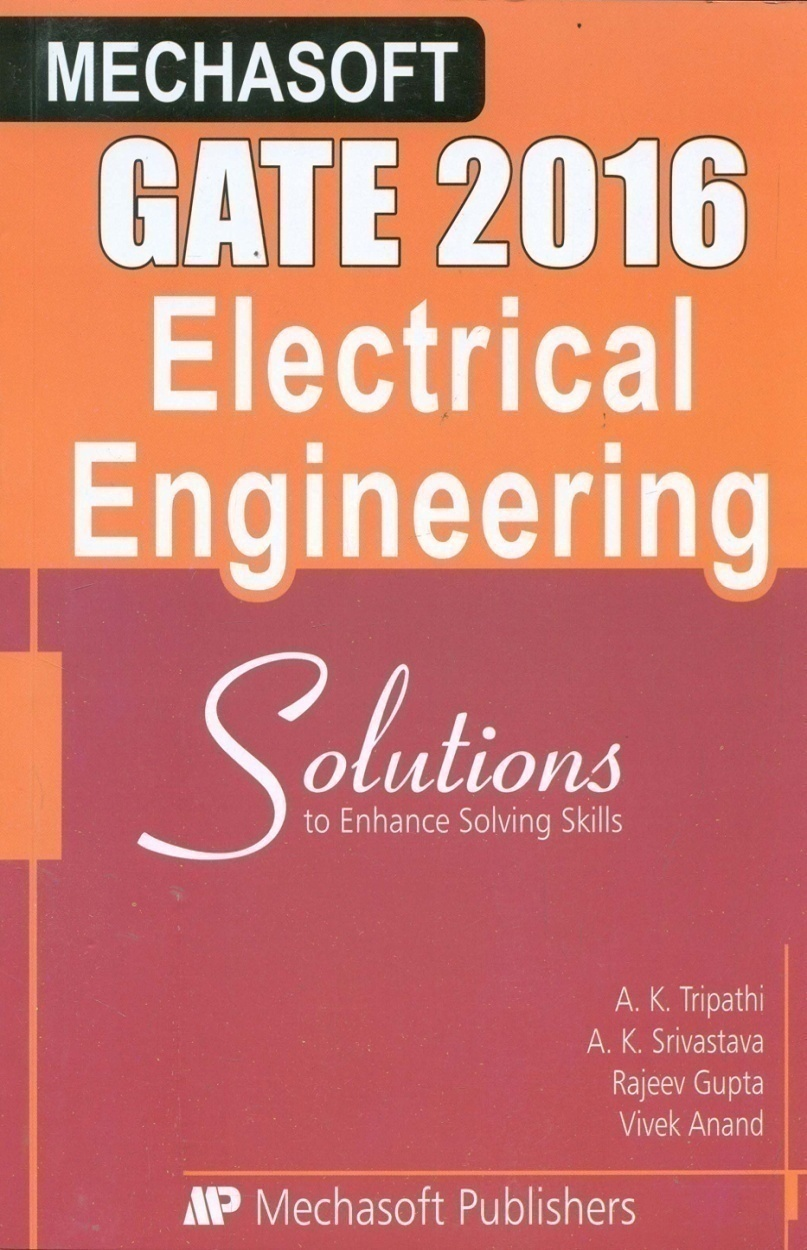 MECHASOFT
GATE 2016
Electrical
Engineering
Solutions
to Enhance Solving Skills
A. K. Tripathi
A. K. Srivastava
Rajeev Gupta
Vivek Anand
MP Mechasoft Publishers